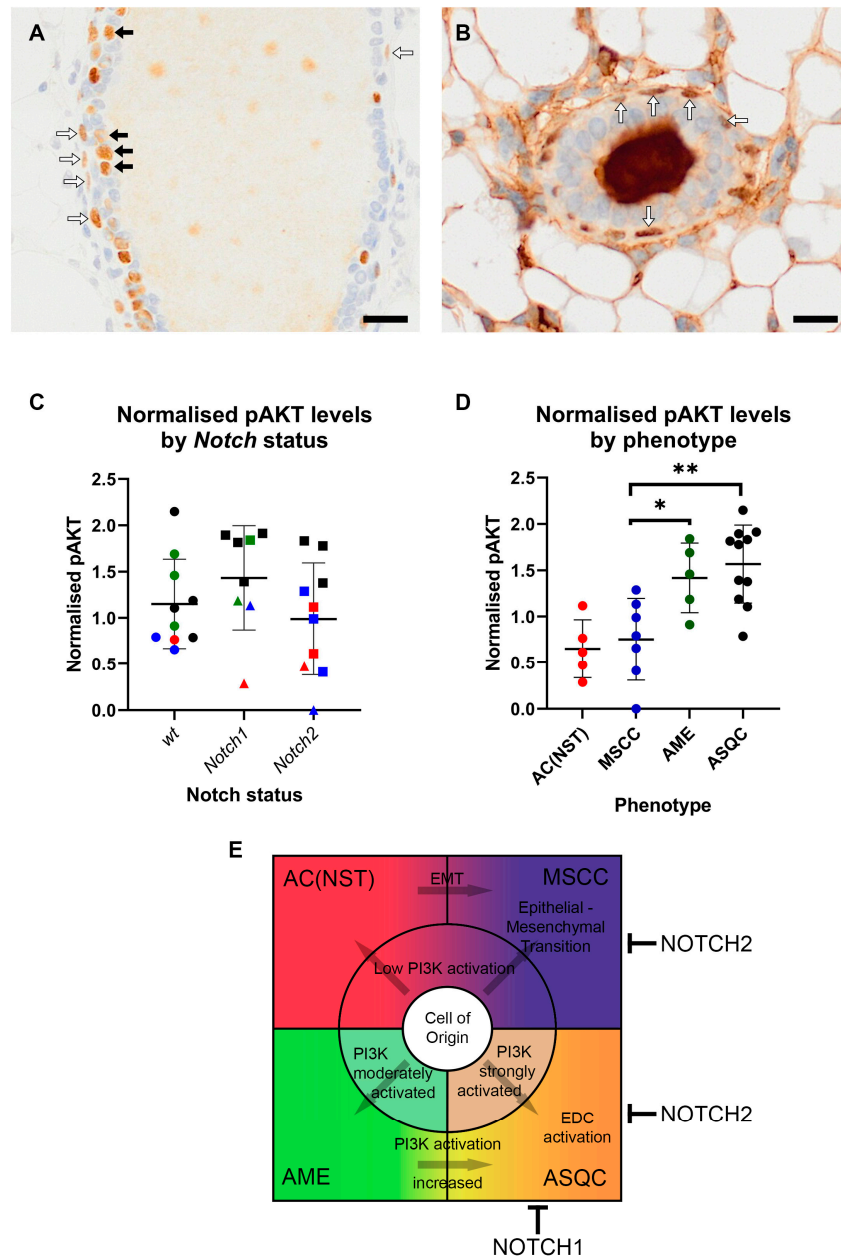 A
B
C
Normalised pAKT levels
by Notch status
Normalised pAKT
2.5
2.0
1.5
1.0
0.5
0.0
wt
Notch1
Notch2
Notch status
D
Normalised pAKT levels
by phenotype
Normalised pAKT
2.5
2.0
1.5
1.0
0.5
0.0
**
*
AC(NST)
MSCC
AME
ASQC
Phenotype
E
AC(NST)
EMT
MSCC
Epithelial -
Mesenchymal
Transition
Low PI3K activation
Cell of
Origin
PI3K
moderately
activated
PI3K
strongly
activated
EDC
activation
PI3K activation
increased
AME
ASQC
NOTCH2
NOTCH2
NOTCH1